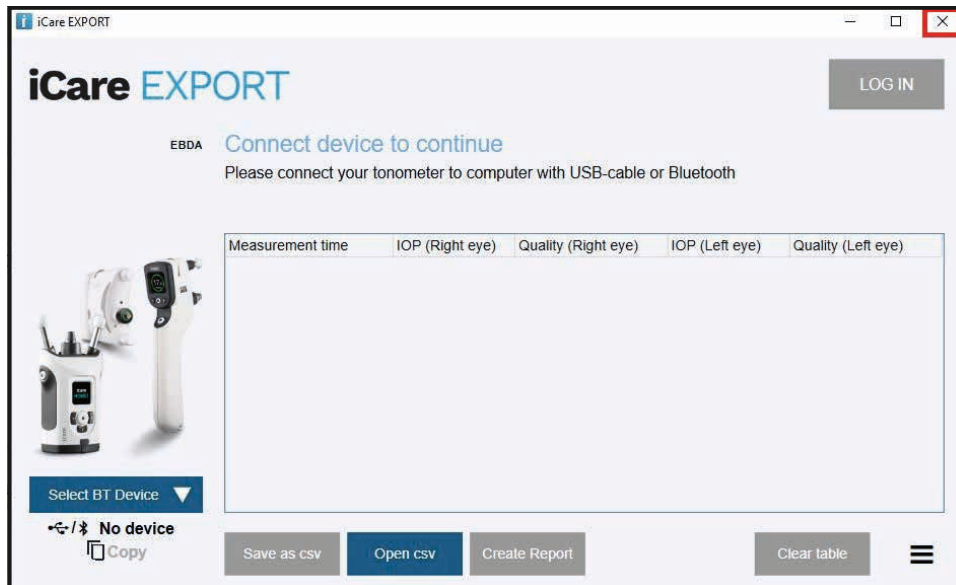 iCare EXPORT
iCare EXPORT
LOG IN
EBDA
Connect device to continue
Please connect your tonometer to computer with USB-cable or Bluetooth
Measurement time IOP (Right eye) Quality (Right eye) IOP (Left eye) Quality (Left eye)
Select BT Device
/ No device
Copy
Save as csv Open csv Create Report Clear table